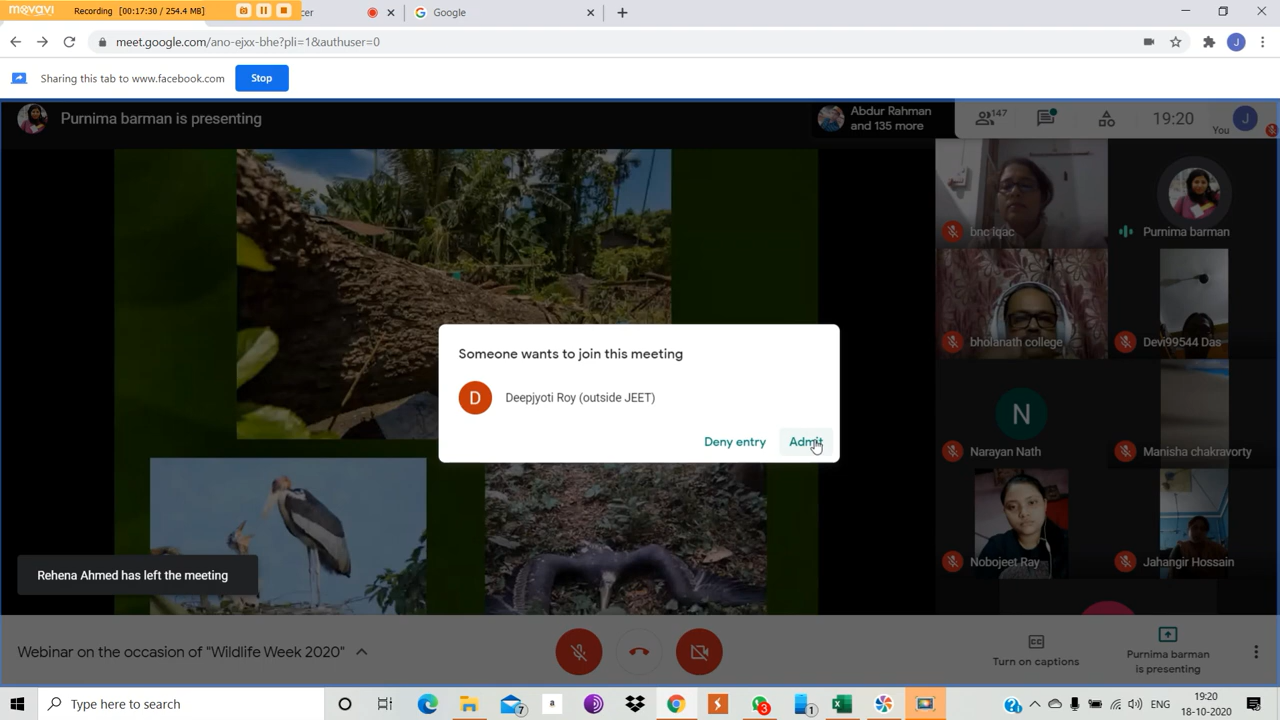 movavi
Recording [00:17:30 / 254.4 MB]
cer
Google
meet.google.com/ano-ejxx-bhe?pli=1&authuser=0
J
Sharing this tab to www.facebook.com
Stop
Purnima barman is presenting
Abdur Rahman
and 135 more
147
19:20
You
J
bnc iqac
Purnima barman
bholanath college
Devi99544 Das
N
Narayan Nath
Manisha chakravorty
Nobojeet Ray
Jahangir Hossain
Someone wants to join this meeting
D
Deepjyoti Roy (outside JEET)
Deny entry
Admit
Rehena Ahmed has left the meeting
Webinar on the occasion of "Wildlife Week 2020"
CC
Turn on captions
Purnima barman
is presenting
Type here to search
7
a
3
1
ENG
19:20
18-10-2020